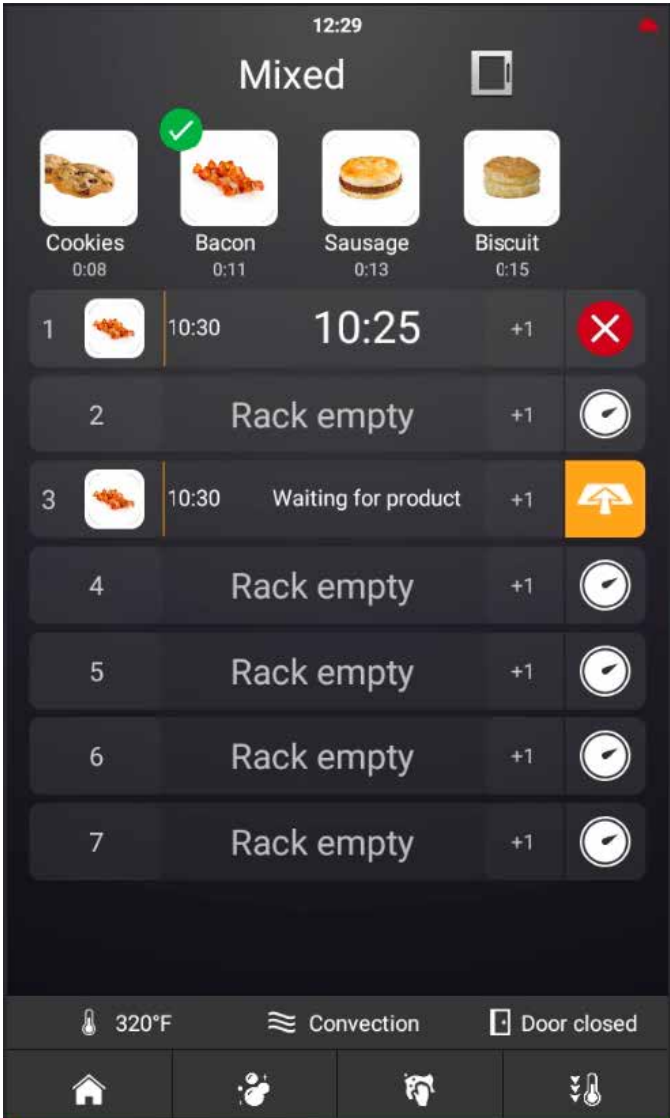 12:29
Mixed
Cookies Bacon Sausage Biscuit
0:08 0:11 0:13 0:15
1 10:30 10:25 +1
2 Rack empty +1
3 10:30 Waiting for product +1
4 Rack empty +1
5 Rack empty +1
6 Rack empty +1
7 Rack empty +1
320°F Convection Door closed